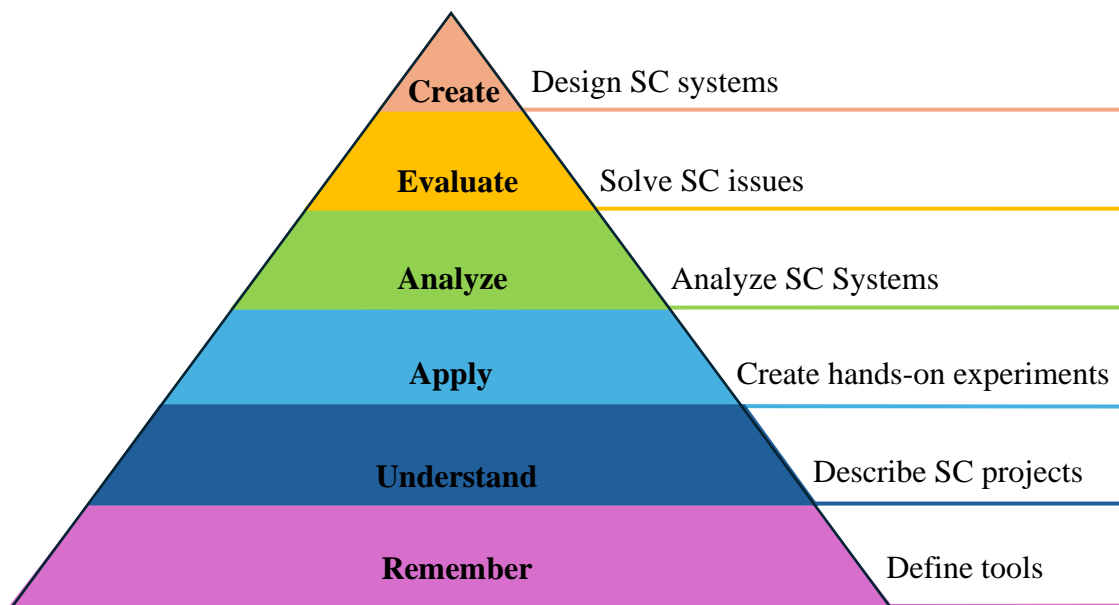 Create
Design SC systems
Evaluate
Solve SC issues
Analyze
Analyze SC Systems
Apply
Create hands-on experiments
Understand
Describe SC projects
Remember
Define tools